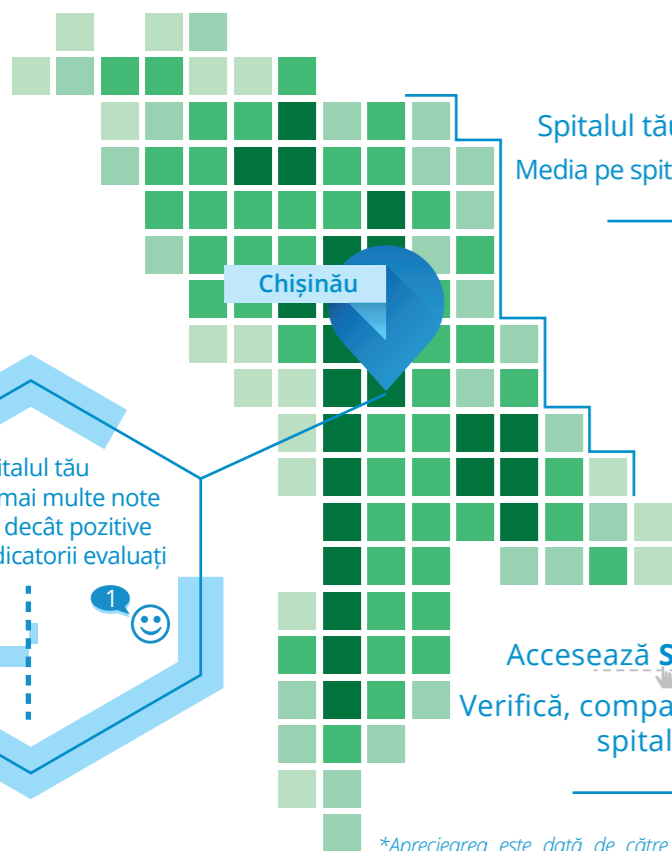 Spitalul tău
Media pe spit
Chișinău
italul tău
mai multe note
decât pozitive
dicatorii evaluați
1
Accesează S
Verifică, compa
spital
*Aprecierea este dată de către